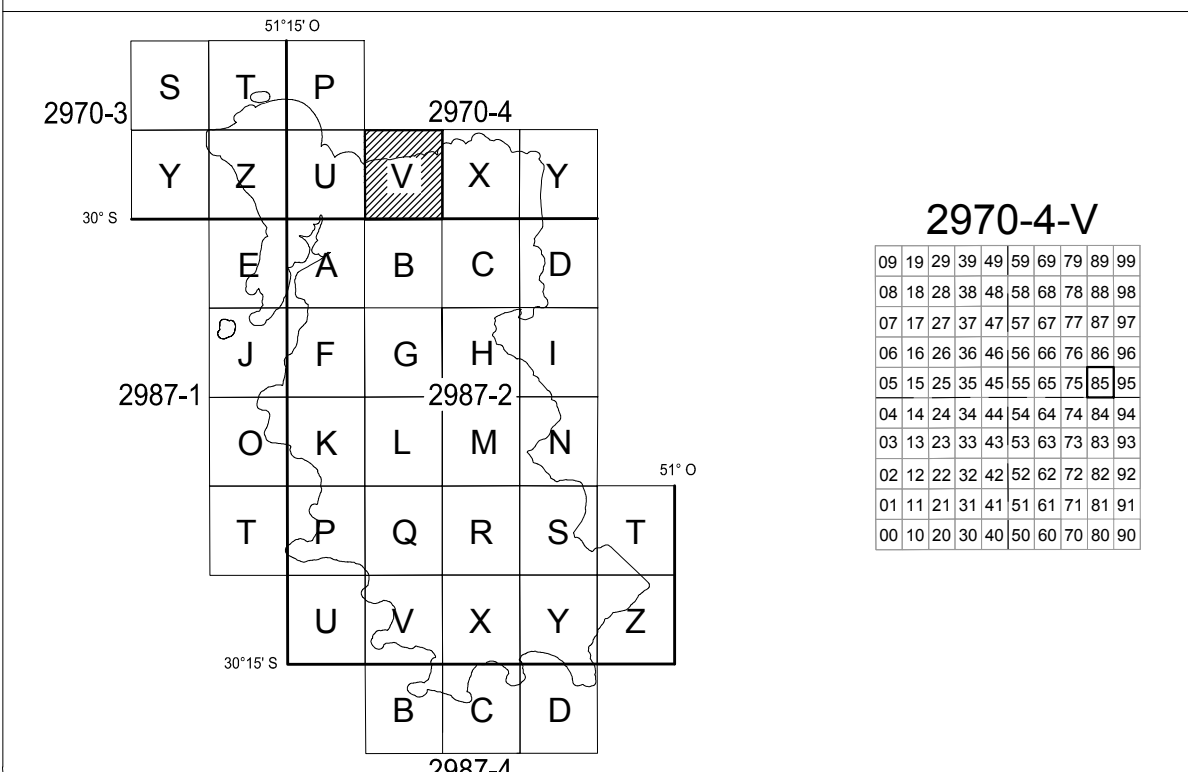 51°15' O
S T P
2970-3 2970-4
Y Z U V X Y
30° S
E A B C D
J F G H I
2987-1 2987-2
O K L M N
51° O
T P Q R S T
U V X Y Z
30°15' S
B C D
2987-4
2970-4-V
09 19 29 39 49 59 69 79 89 99
08 18 28 38 48 58 68 78 88 98
07 17 27 37 47 57 67 77 87 97
06 16 26 36 46 56 66 76 86 96
05 15 25 35 45 55 65 75 85 95
04 14 24 34 44 54 64 74 84 94
03 13 23 33 43 53 63 73 83 93
02 12 22 32 42 52 62 72 82 92
01 11 21 31 41 51 61 71 81 91
00 10 20 30 40 50 60 70 80 90